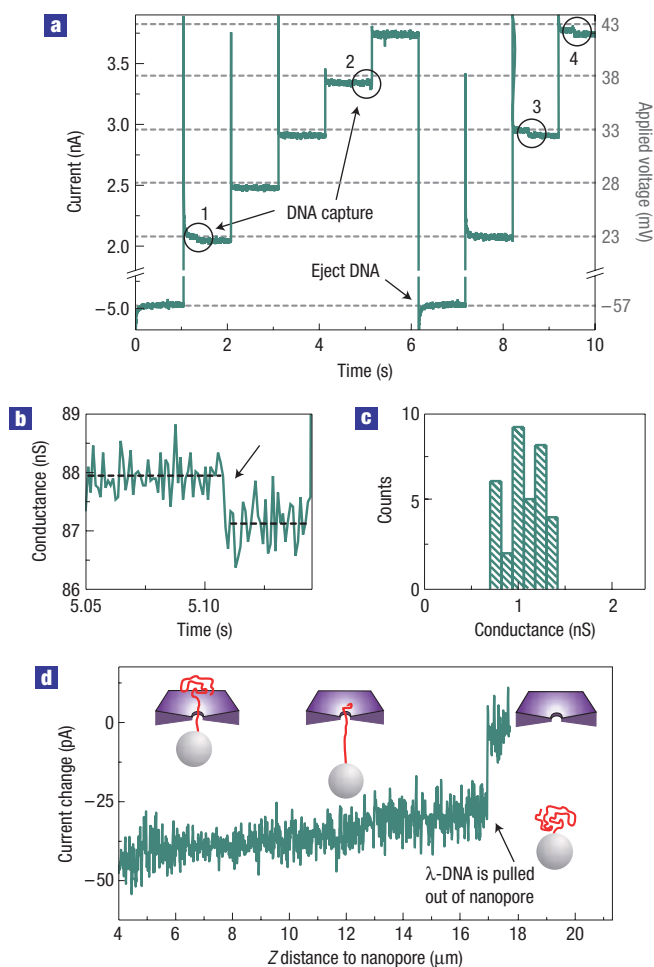 a
Current (nA)
3.5
3.0
2.5
2.0
−5.0
43
38
33
28
23
−57
Applied voltage (mV)
1
2
3
4
DNA capture
Eject DNA
0
2
4
6
8
10
Time (s)
b
Conductance (nS)
89
88
87
86
5.05
5.10
Time (s)
c
Counts
10
5
0
0
1
2
Conductance (nS)
d
Current change (pA)
0
−25
−50
λ-DNA is pulled
out of nanopore
4
6
8
10
12
14
16
18
20
Z distance to nanopore (μm)